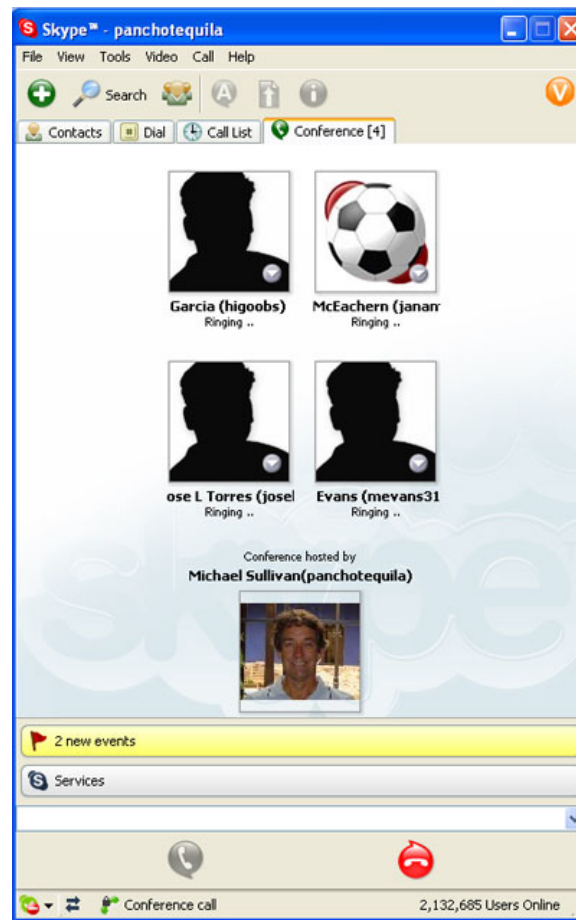 Skype™ - panchotequila
File View Tools Video Call Help
Search
Contacts Dial Call List Conference [4]
Garcia (higoobs) McEachern (janam
Ringing .. Ringing ..
ose L Torres (josel Evans (mevans31
Ringing .. Ringing ..
Conference hosted by
Michael Sullivan(panchotequila)
skype
2 new events
Services
Conference call 2,132,685 Users Online